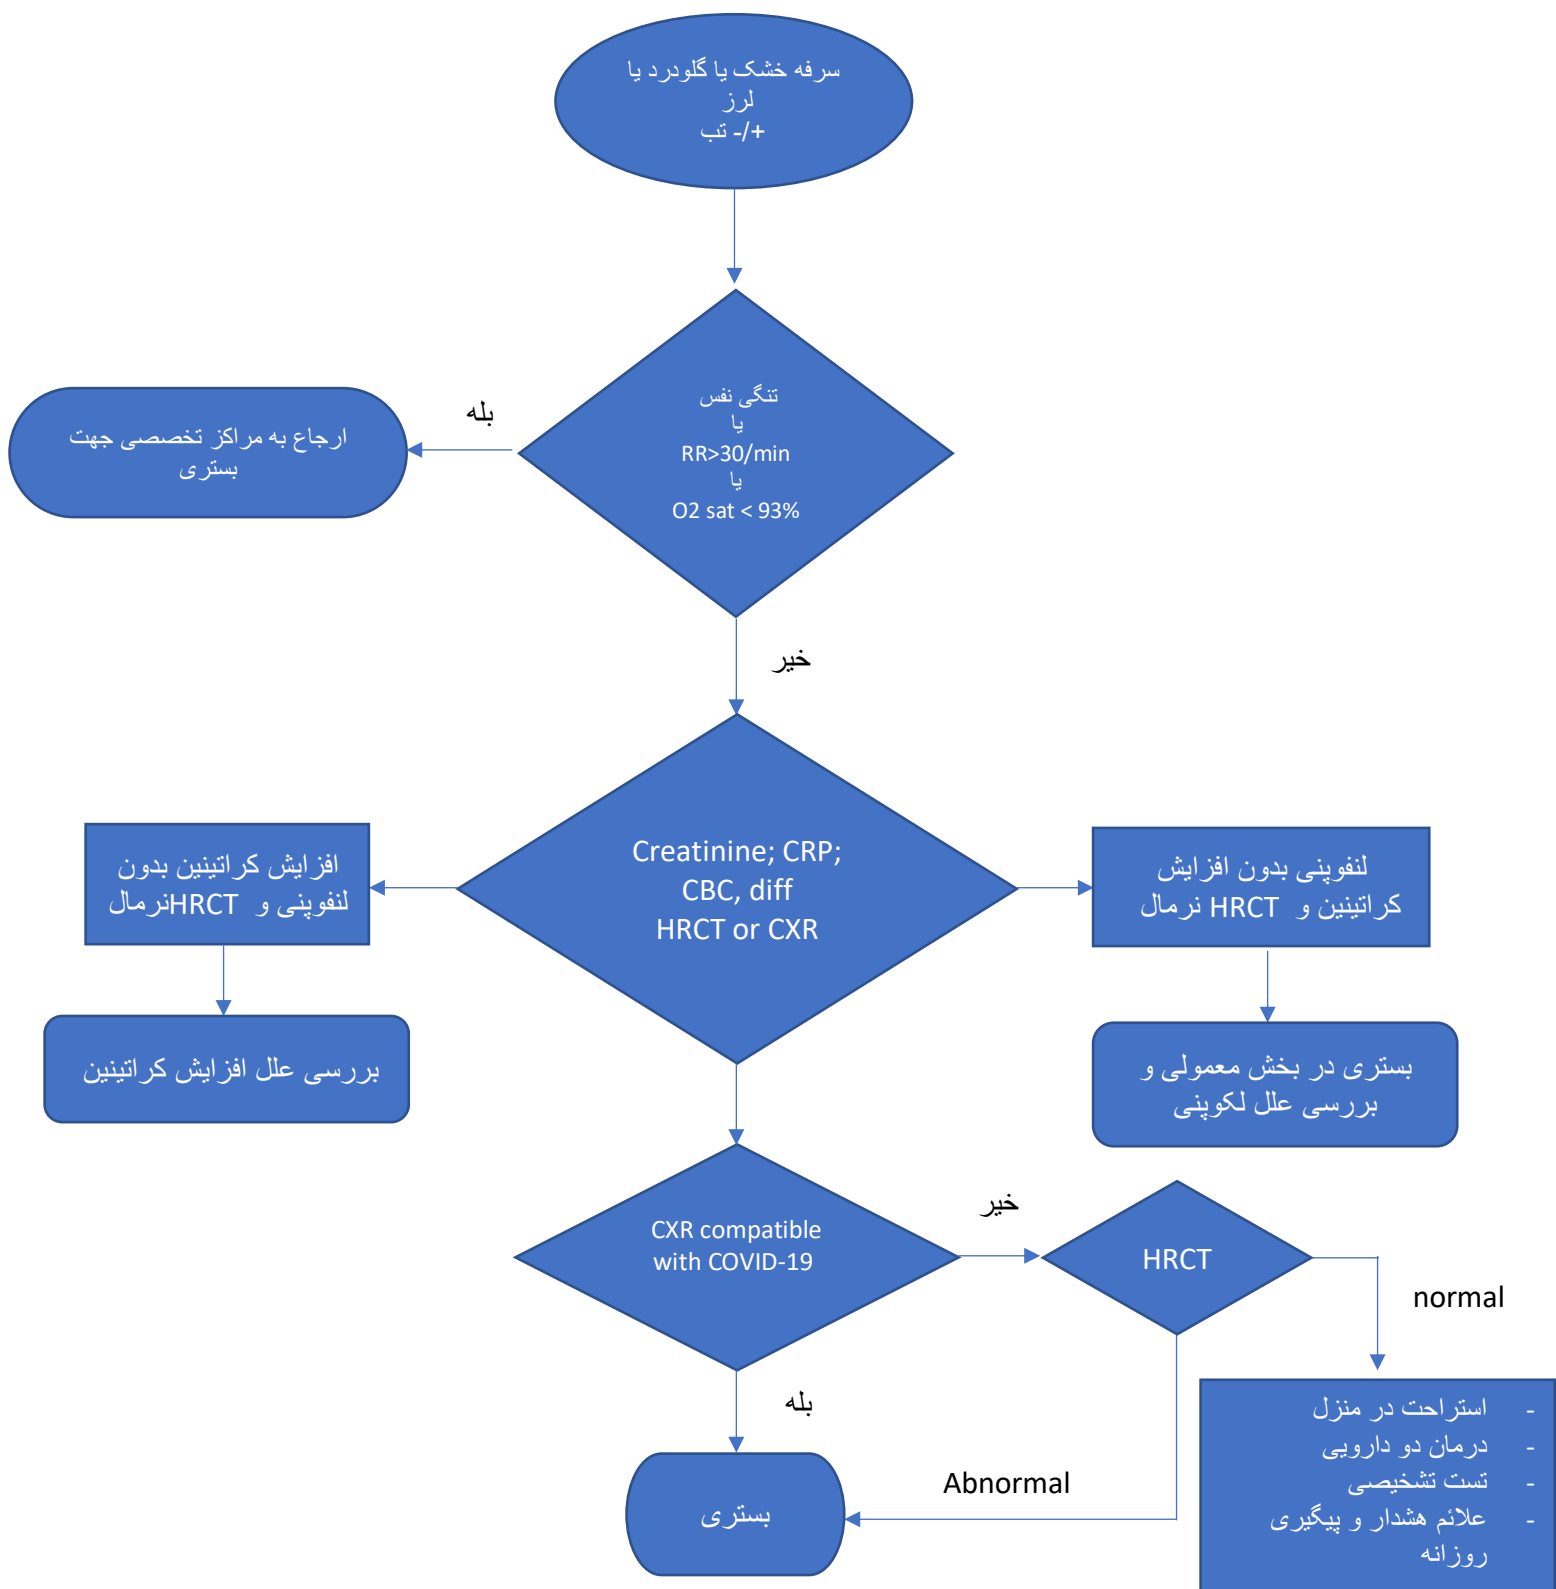 سرفه خشک یا گلودرد یا
لرز
+/- تب
تنگی نفس
یا
RR>30/min
یا
O2 sat < 93%
بله
ارجاع به مراکز تخصصی جهت
بستری
خیر
Creatinine; CRP;
CBC, diff
HRCT or CXR
لنفوپنی بدون افزایش
کراتینین و HRCT نرمال
افزایش کراتینین بدون
لنفوپنی و HRCTنرمال
بستری در بخش معمولی و
بررسی علل لکوپنی
بررسی علل افزایش کراتینین
CXR compatible
with COVID-19
خیر
HRCT
normal
بله
Abnormal
بستری
- استراحت در منزل
- درمان دو دارویی
- تست تشخیصی
- علائم هشدار و پیگیری
روزانه